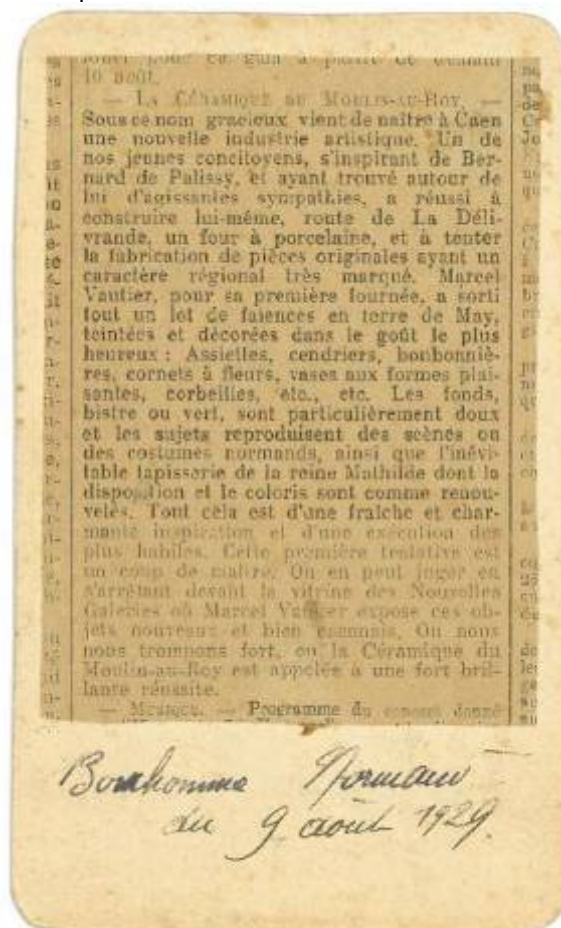 jouer pour ca gala à partir de demain
10 août.
— LA CÉRAMIQUE DU MOULIN-AU-ROY. —
Sous ce nom gracieux vient de naître à Caen
une nouvelle industrie artistique. Un de
nos jeunes concitoyens, s'inspirant de Ber-
nard de Palissy, et ayant trouvé autour de
lui d'agissantes sympathies, a réussi à
construire lui-même, route de La Déli-
vrande, un four à porcelaine, et à tenter
la fabrication de pièces originales ayant un
caractère régional très marqué. Marcel
Vautier, pour sa première fournée, a sorti
tout un lot de faïences en terre de May,
teintées et décorées dans le goût le plus
heureux : Assiettes, cendriers, bonbonniè-
res, cornets à fleurs, vases aux formes plai-
santes, corbeilles, etc., etc. Les fonds,
bistre ou vert, sont particulièrement doux
et les sujets reproduisent des scènes ou
des costumes normands, ainsi que l'inévi-
table tapisserie de la reine Mathilde dont la
disposition et le coloris sont comme renou-
velés. Tout cela est d'une fraîche et char-
mante inspiration et d'une exécution des
plus habiles. Cette première tentative est
un coup de maître. On en peut juger en
s'arrêtant devant la vitrine des Nouvelles
Galeries où Marcel Vautier expose ces ob-
jets nouveaux et bien caennais. Ou nous
nous trompons fort, ou la Céramique du
Moulin-au-Roy est appelée à une fort bril-
lante réussite.
— MUSIQUE. — Programme du concert donné
Bonhomme Normand
du 9 août 1929.